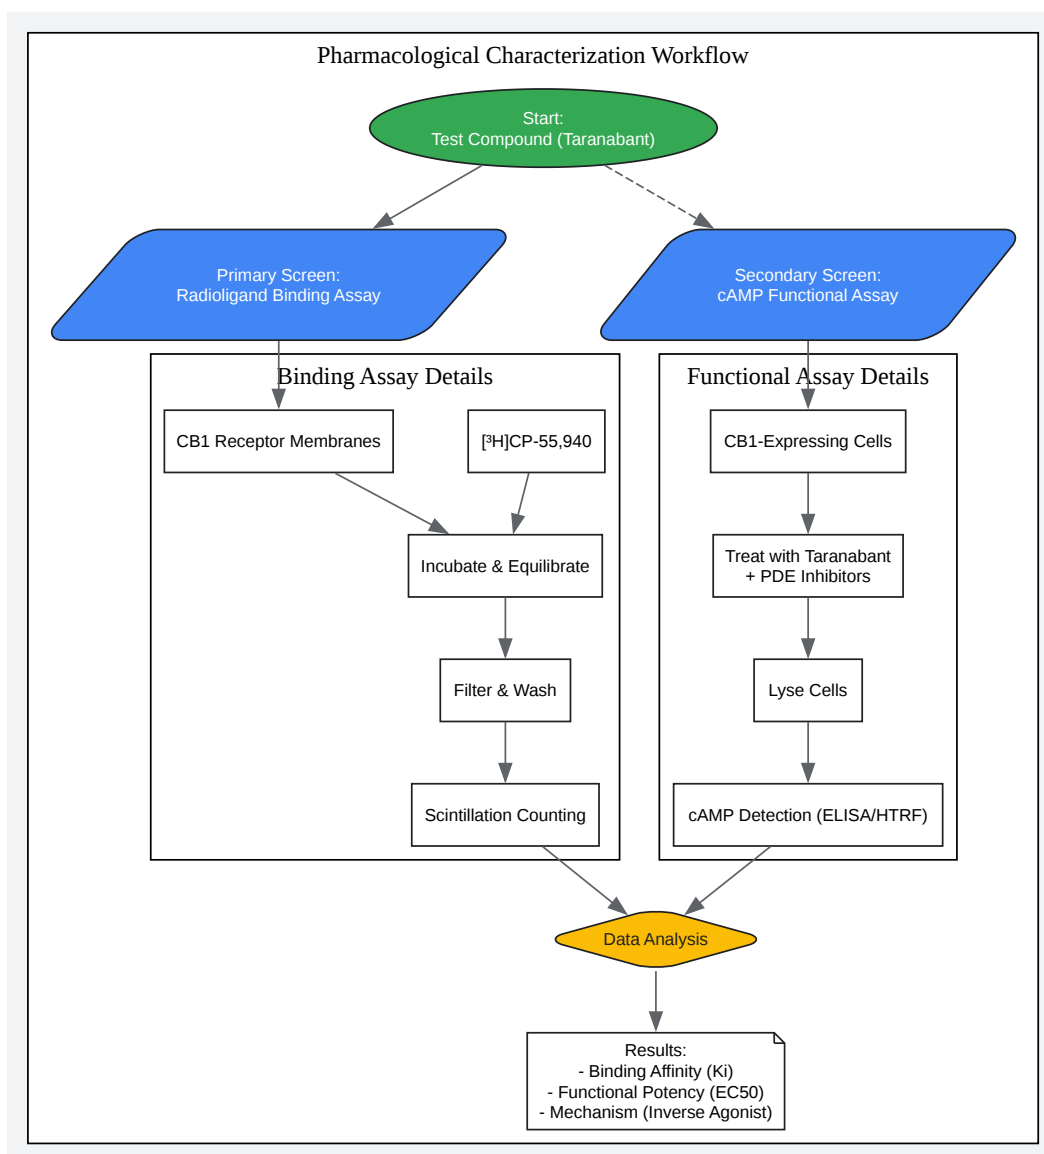 Pharmacological Characterization Workflow
Start:
Test Compound (Taranabant)
Primary Screen:
Radioligand Binding Assay
Secondary Screen:
cAMP Functional Assay
Binding Assay Details
CB1 Receptor Membranes
[³H]CP-55,940
Incubate & Equilibrate
Filter & Wash
Scintillation Counting
Functional Assay Details
CB1-Expressing Cells
Treat with Taranabant
+ PDE Inhibitors
Lyse Cells
cAMP Detection (ELISA/HTRF)
Data Analysis
Results:
- Binding Affinity (Ki)
- Functional Potency (EC50)
- Mechanism (Inverse Agonist)